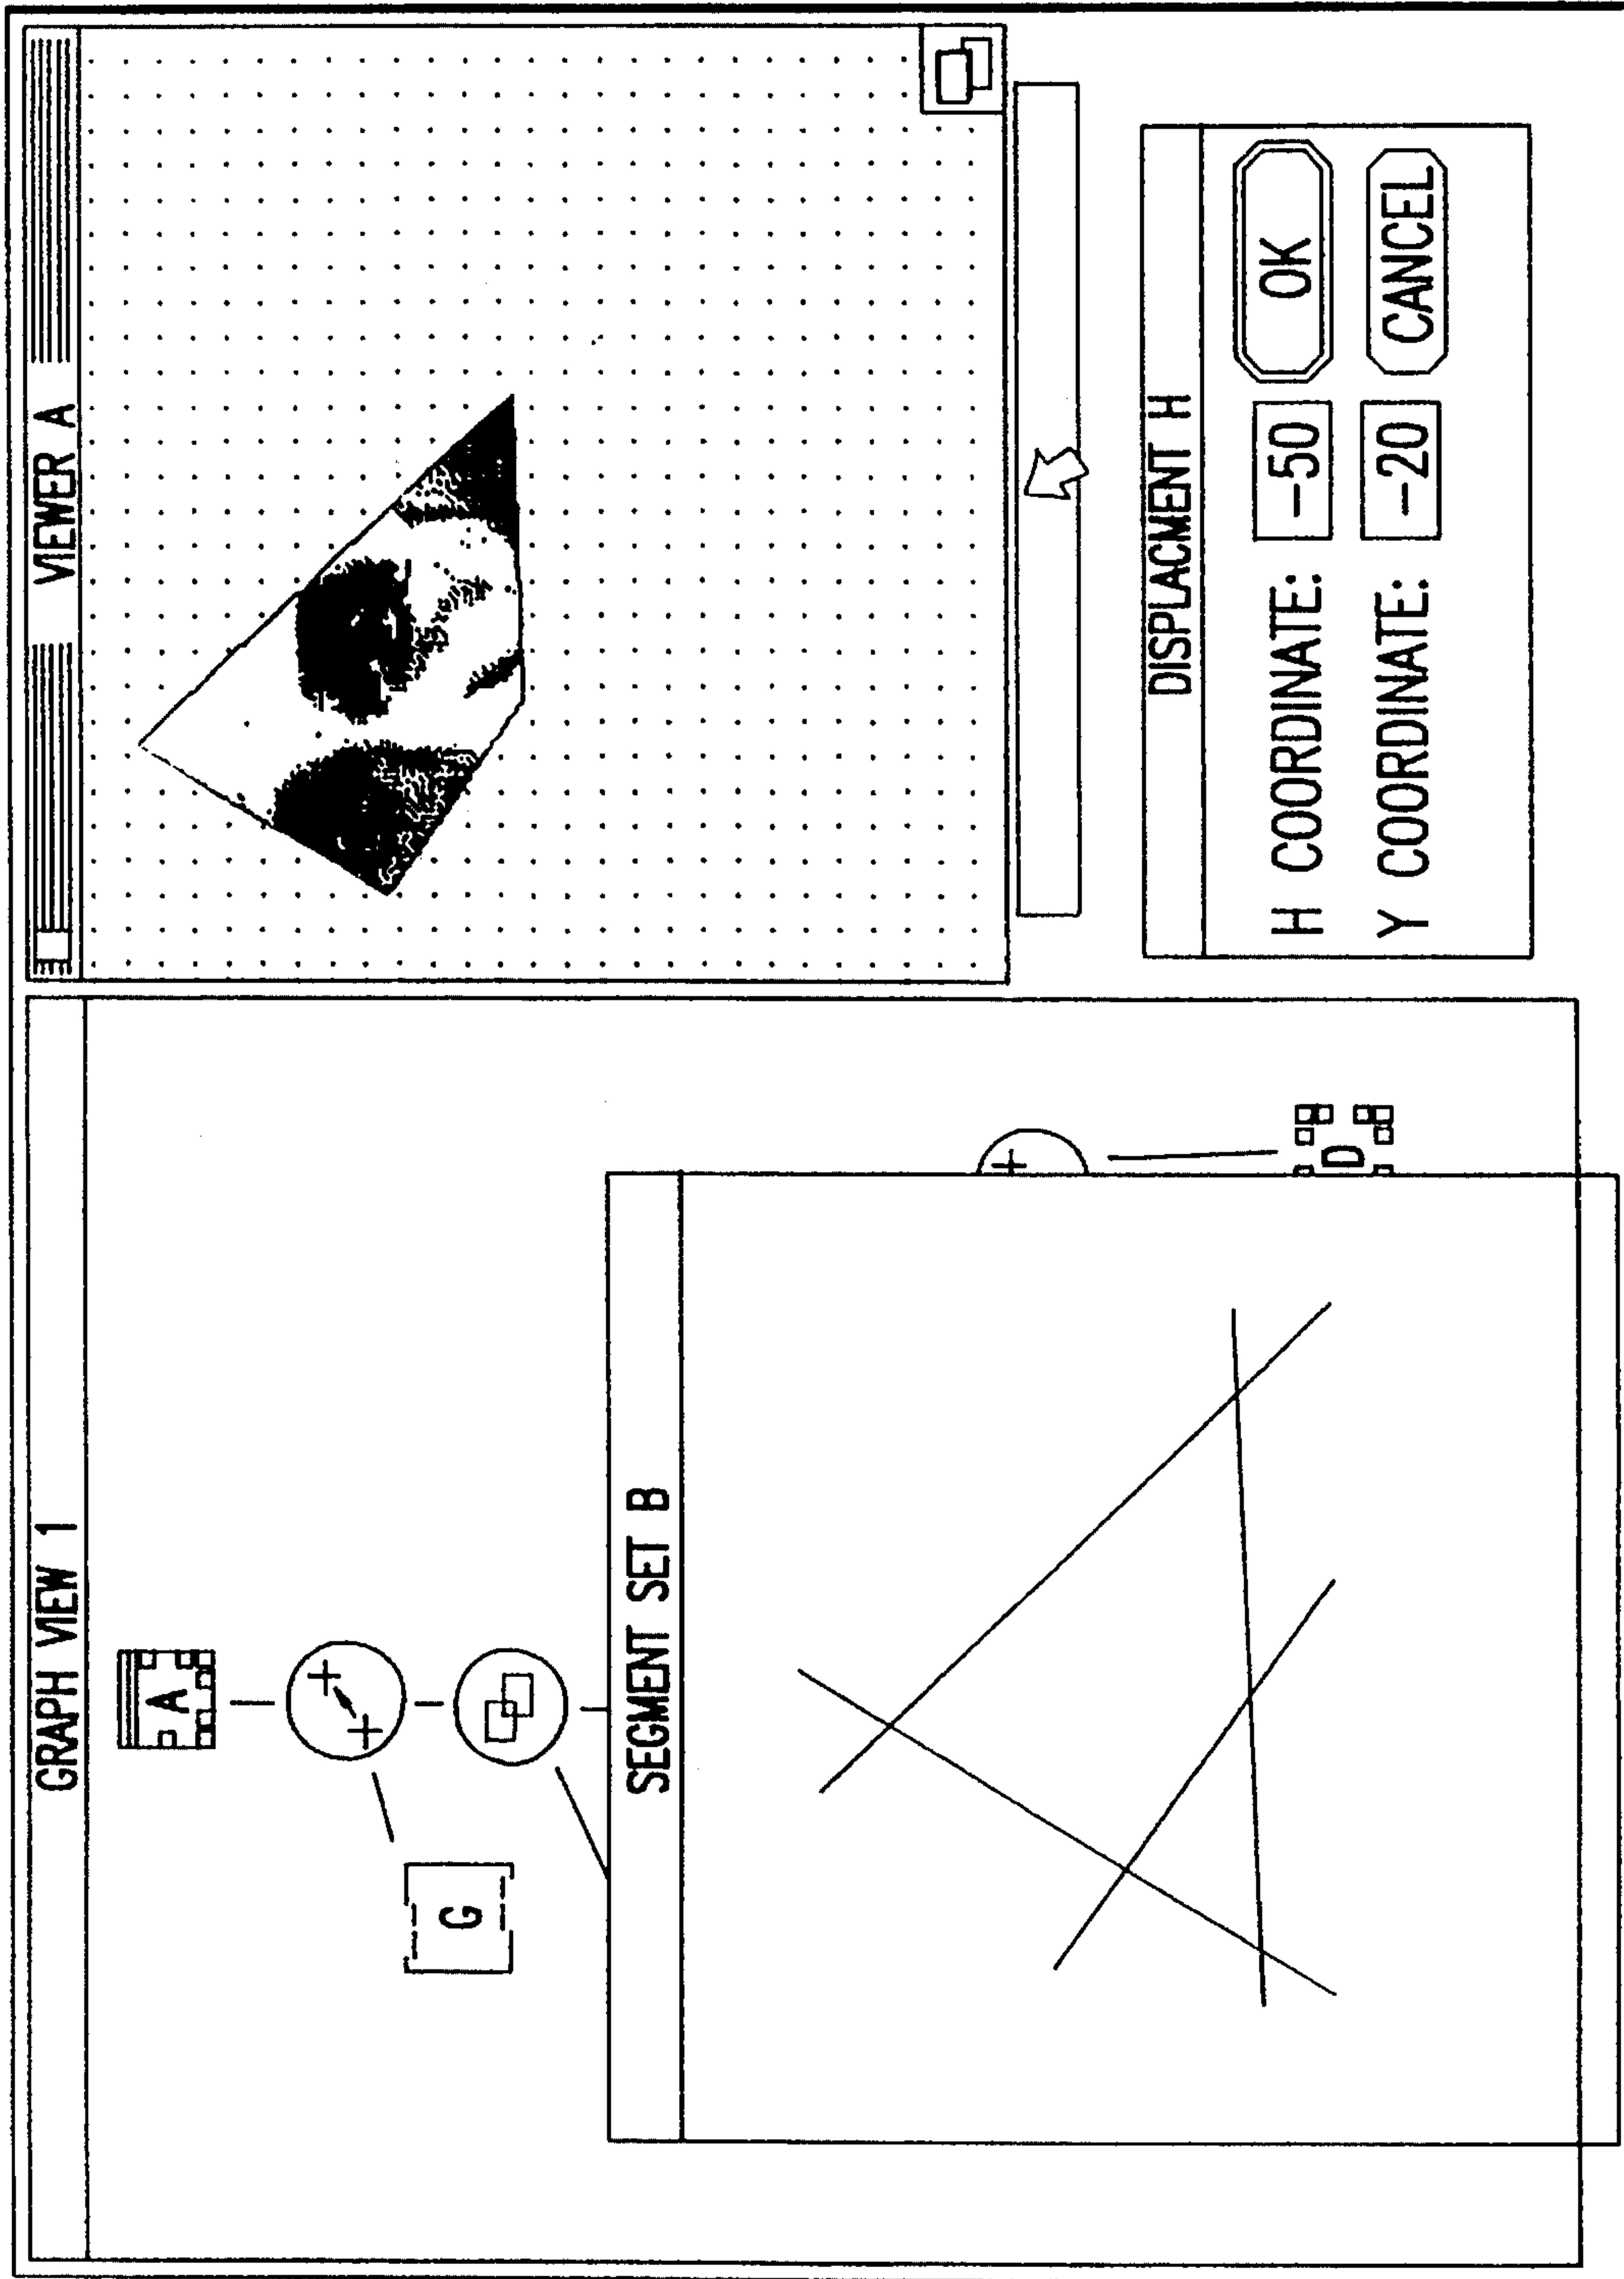 GRAPH VIEW 1
A
G
SEGMENT SET B
D
VIEWER A
DISPLACMENT H
H COORDINATE: -50 OK
Y COORDINATE: -20 CANCEL